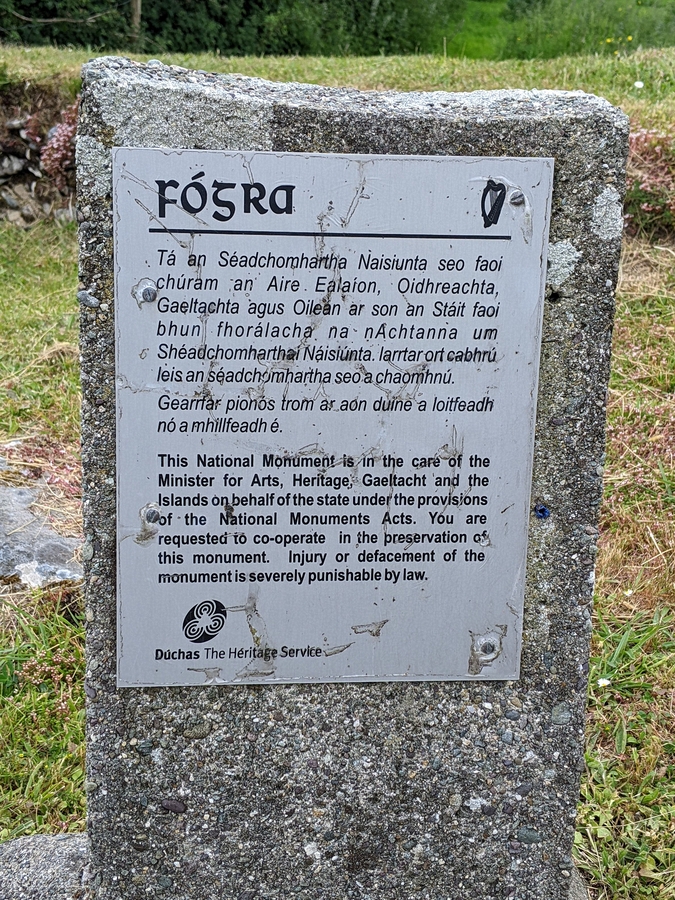 FÓGRA
Tá an Séadchomhartha Naisiunta seo faoi
chúram an Aire Ealaíon, Oidhreachta,
Gaeltachta agus Oileán ar son an Stáit faoi
bhun fhorálacha na nAchtanna um
Shéadchomharthaí Náisiúnta. Iarrtar ort cabhrú
leis an séadchomhartha seo a chaomhnú.
Gearrfar pionós trom ar aon duine a loitfeadh
nó a mhillfeadh é.
This National Monument is in the care of the
Minister for Arts, Heritage, Gaeltacht and the
Islands on behalf of the state under the provisions
of the National Monuments Acts. You are
requested to co-operate in the preservation of
this monument. Injury or defacement of the
monument is severely punishable by law.
Dúchas The Heritage Service